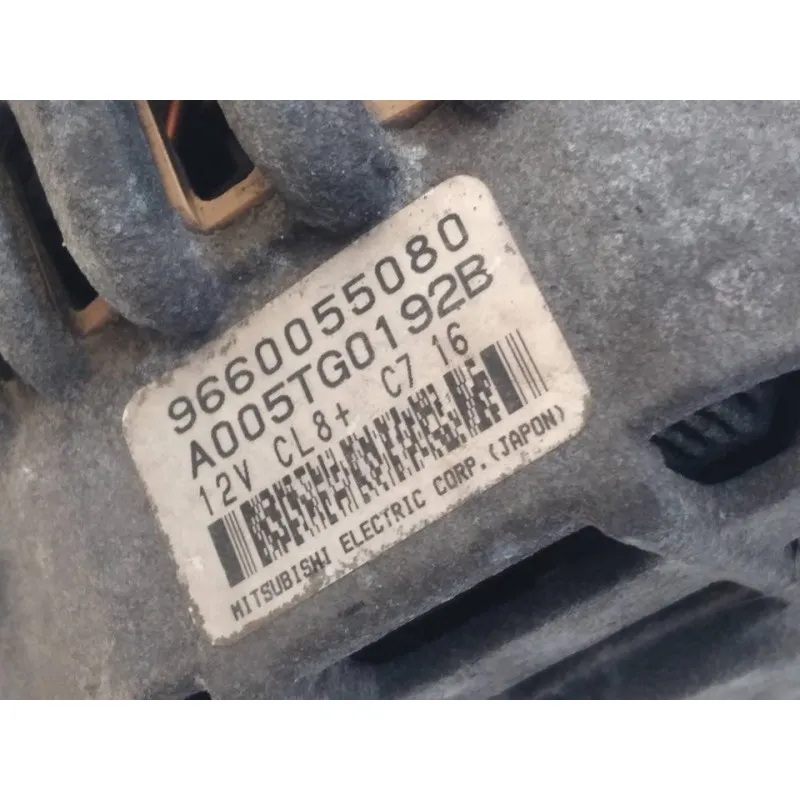 9660055080
A005TG0192B
12V CL8+ C7 16
MITSUBISHI ELECTRIC CORP.(JAPON)